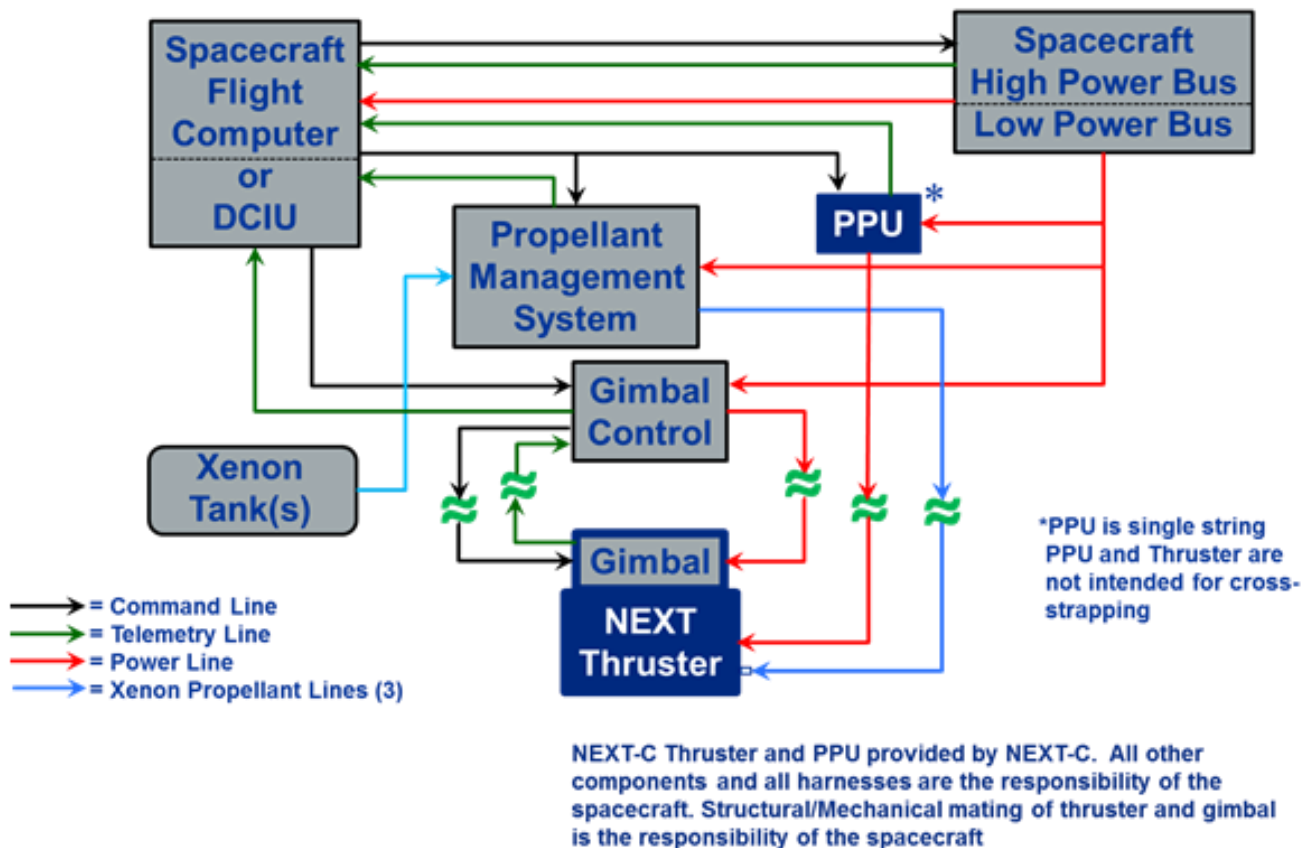 Spacecraft
Flight
Computer
or
DCIU
Spacecraft
High Power Bus
Low Power Bus
PPU
*
Propellant
Management
System
Gimbal
Control
Xenon
Tank(s)
Gimbal
NEXT
Thruster
*PPU is single string
PPU and Thruster are
not intended for cross-
strapping
= Command Line
= Telemetry Line
= Power Line
= Xenon Propellant Lines (3)
NEXT-C Thruster and PPU provided by NEXT-C. All other
components and all harnesses are the responsibility of the
spacecraft. Structural/Mechanical mating of thruster and gimbal
is the responsibility of the spacecraft